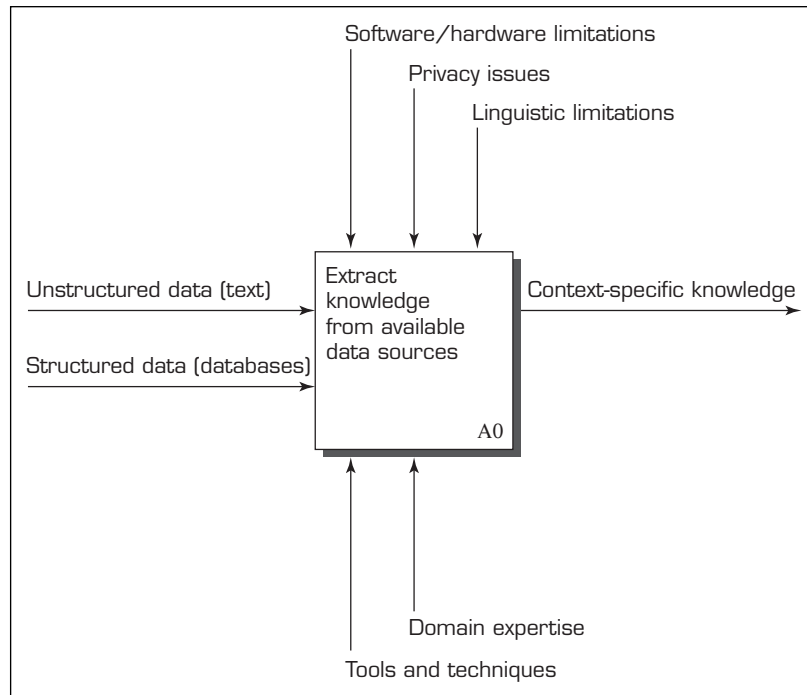 Software/hardware limitations
Privacy issues
Linguistic limitations
Unstructured data (text)
Structured data (databases)
Extract
knowledge
from available
data sources
A0
Context-specific knowledge
Domain expertise
Tools and techniques